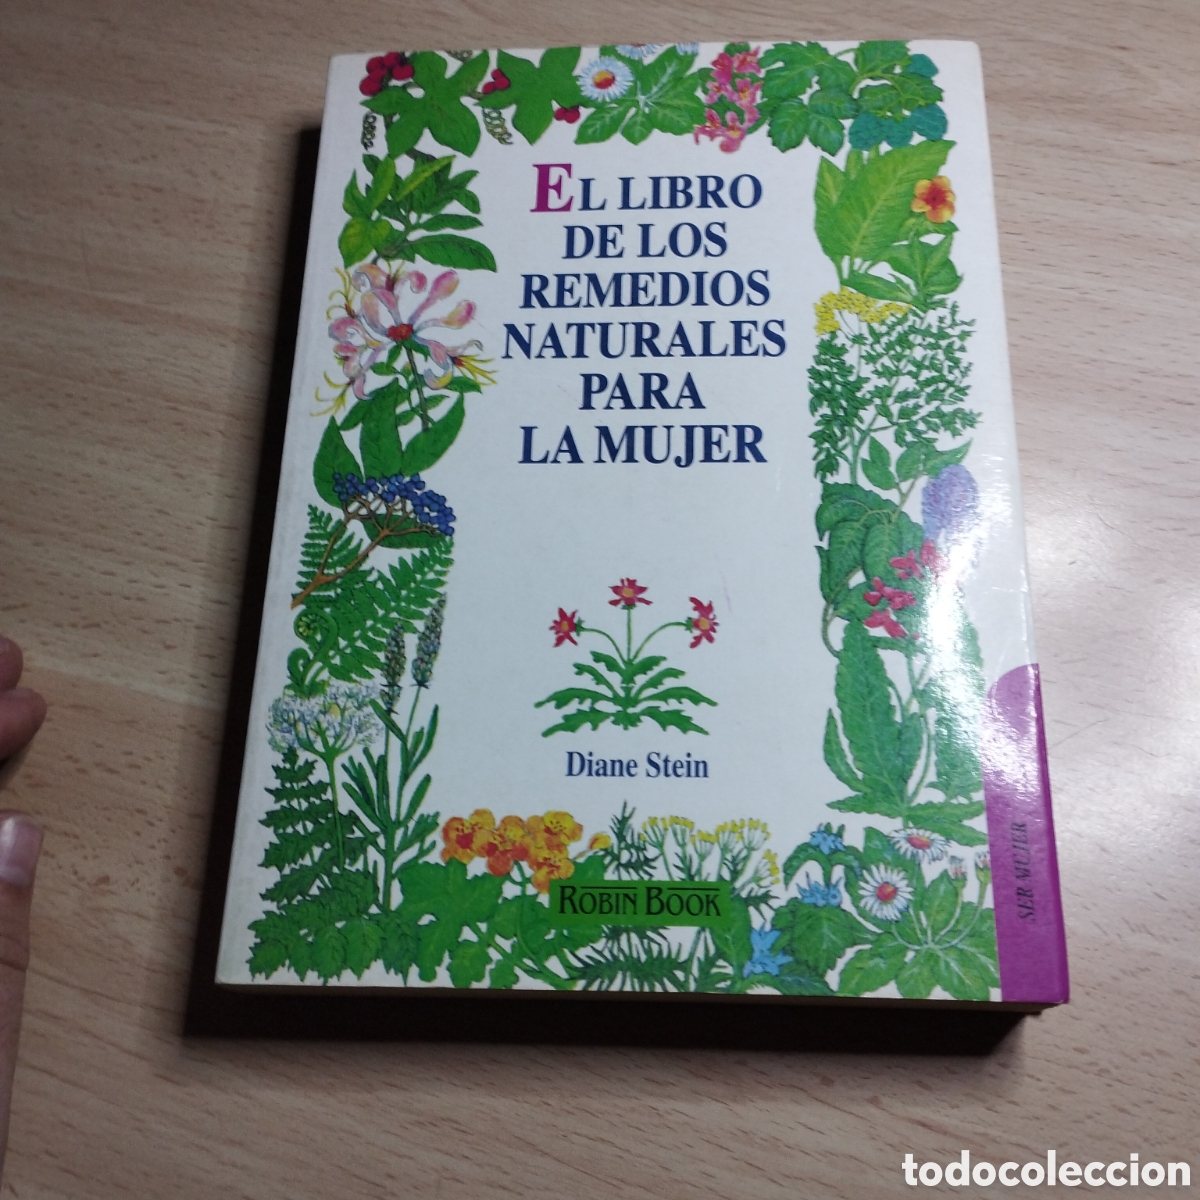 EL LIBRO
DE LOS
REMEDIOS
NATURALES
PARA
LA MUJER
Diane Stein
ROBIN BOOK
SER MUJER
todocoleccion